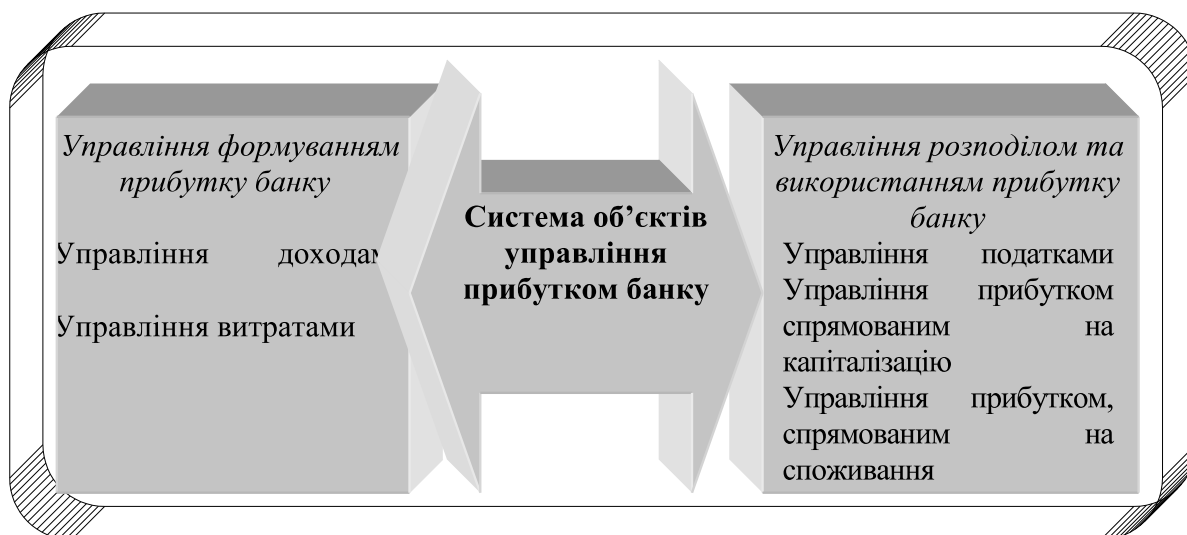 Управління формуванням
прибутку банку
Управління доходам
Управління витратами
Система об’єктів
управління
прибутком банку
Управління розподілом та
використанням прибутку
банку
Управління податками
Управління прибутком
спрямованим на
капіталізацію
Управління прибутком,
спрямованим на
споживання